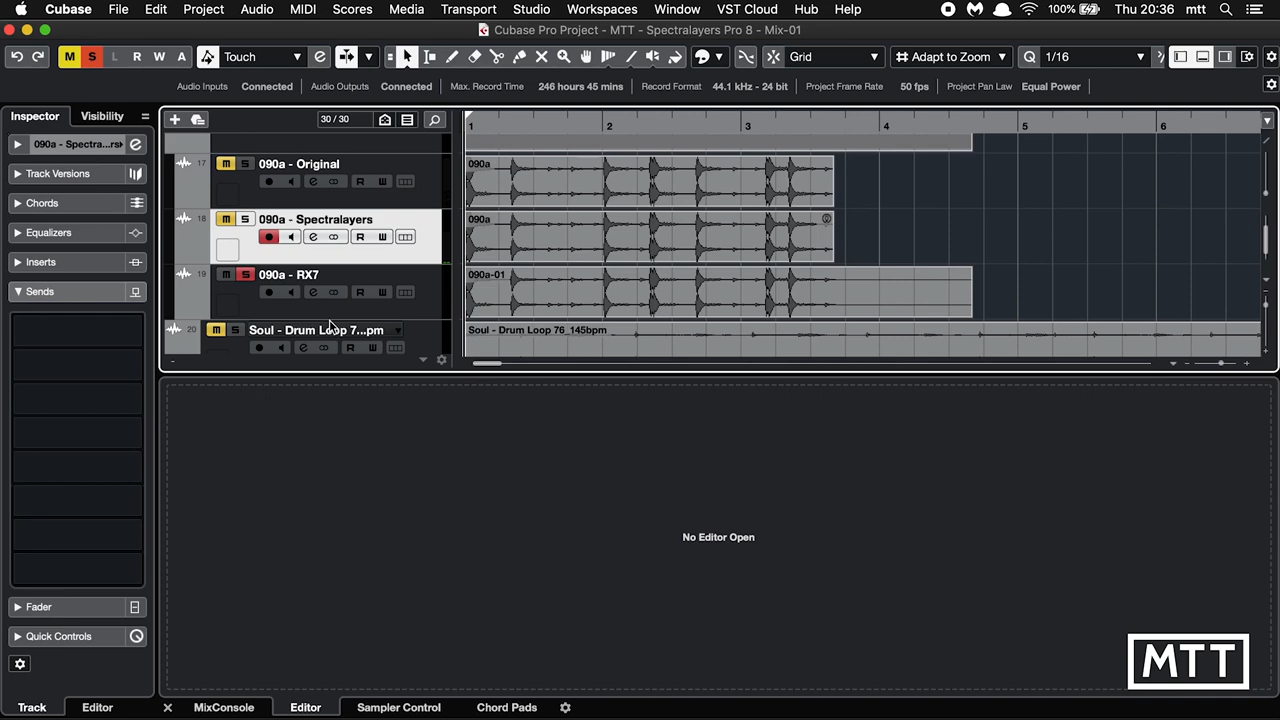 Cubase File Edit Project Audio MIDI Scores Media Transport Studio Workspaces Window VST Cloud Hub Help 100% Thu 20:36 mtt
Cubase Pro Project - MTT - Spectralayers Pro 8 - Mix-01
M S L R W A Touch Grid Adapt to Zoom Q 1/16
Audio Inputs Connected Audio Outputs Connected Max. Record Time 246 hours 45 mins Record Format 44.1 kHz - 24 bit Project Frame Rate 50 fps Project Pan Law Equal Power
Inspector Visibility 30 / 30 1 2 3 4 5 6
090a - Spectra...rs
Track Versions
Chords
Equalizers
Inserts
Sends
Fader
Quick Controls
17 M S 090a - Original
R W
18 M S 090a - Spectralayers
R W
19 M S 090a - RX7
R W
20 M S Soul - Drum Loop 7...pm
R W
090a
090a
090a-01
Soul - Drum Loop 76_145bpm
No Editor Open
MTT
Track Editor MixConsole Editor Sampler Control Chord Pads